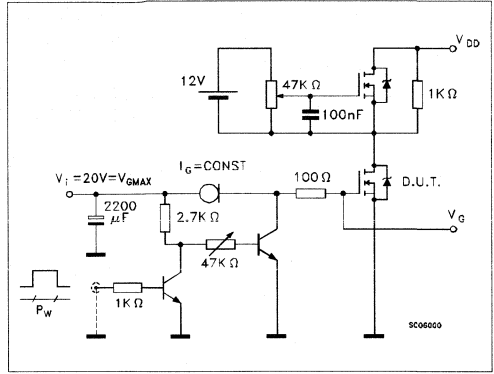 V DD
12V
47K Ω
1K Ω
100nF
I G = CONST
V i = 20V = V GMAX
100 Ω
D.U.T.
2200
μF
2.7K Ω
V G
47K Ω
1K Ω
P W
SC06000